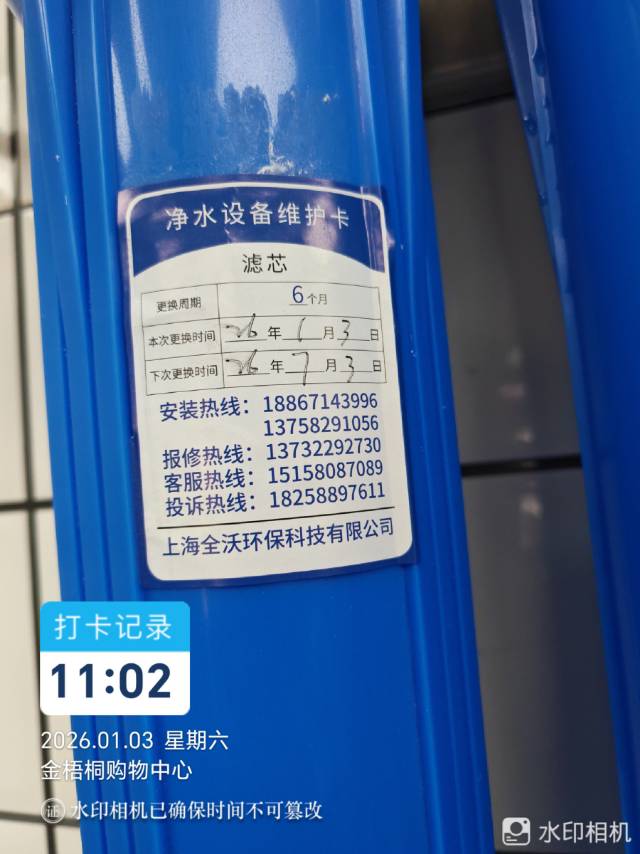 净水设备维护卡
滤芯
更换周期 6个月
本次更换时间 26年1月3日
下次更换时间 26年7月3日
安装热线：18867143996
13758291056
报修热线：13732292730
客服热线：15158087089
投诉热线：18258897611
上海全沃环保科技有限公司
打卡记录
11:02
2026.01.03 星期六
金梧桐购物中心
证 水印相机已确保时间不可篡改
水印相机